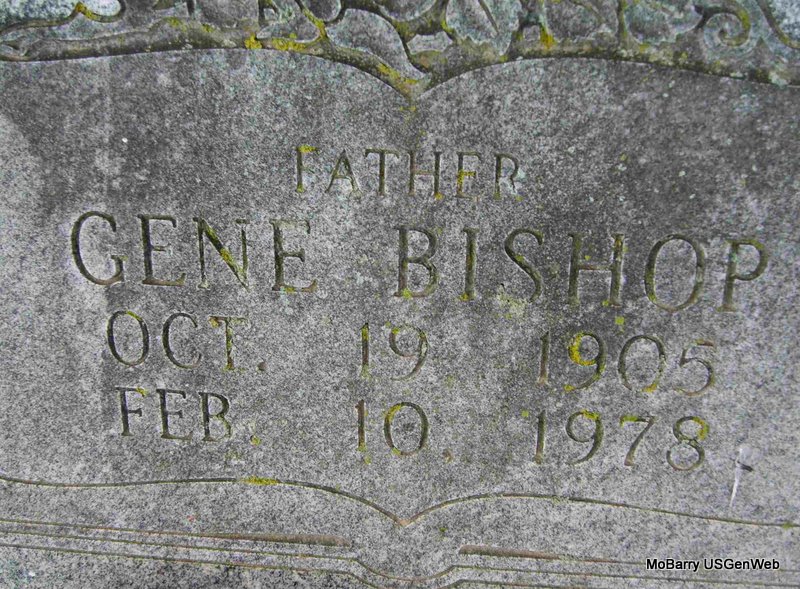 FATHER
GENE BISHOP
OCT. 19. 1905
FEB. 10. 1978
MoBarry USGenWeb